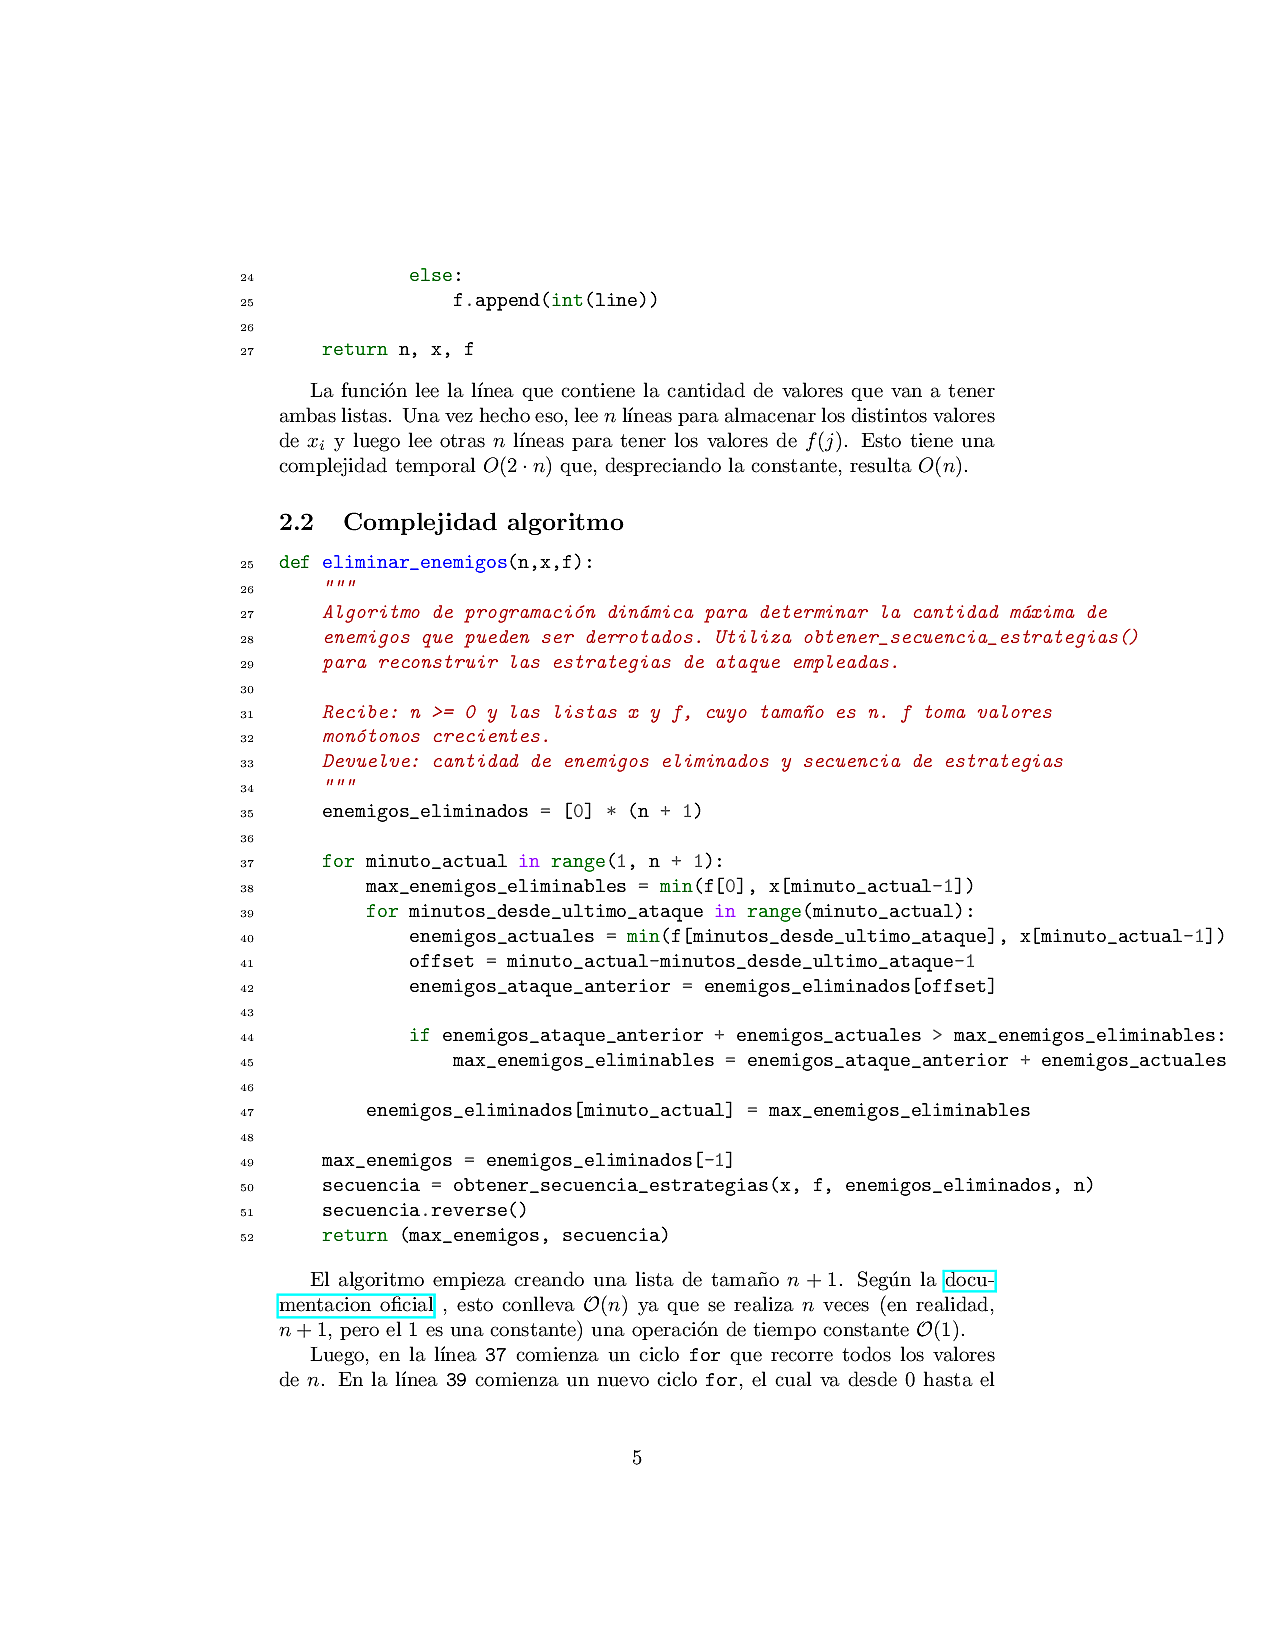 24 else:
25 f.append(int(line))
26
27 return n, x, f
La función lee la línea que contiene la cantidad de valores que van a tener
ambas listas. Una vez hecho eso, lee n líneas para almacenar los distintos valores
de xᵢ y luego lee otras n líneas para tener los valores de f(j). Esto tiene una
complejidad temporal O(2 · n) que, despreciando la constante, resulta O(n).
2.2 Complejidad algoritmo
25 def eliminar_enemigos(n,x,f):
26 """
27 Algoritmo de programación dinámica para determinar la cantidad máxima de
28 enemigos que pueden ser derrotados. Utiliza obtener_secuencia_estrategias()
29 para reconstruir las estrategias de ataque empleadas.
30
31 Recibe: n >= 0 y las listas x y f, cuyo tamaño es n. f toma valores
32 monótonos crecientes.
33 Devuelve: cantidad de enemigos eliminados y secuencia de estrategias
34 """
35 enemigos_eliminados = [0] * (n + 1)
36
37 for minuto_actual in range(1, n + 1):
38 max_enemigos_eliminables = min(f[0], x[minuto_actual-1])
39 for minutos_desde_ultimo_ataque in range(minuto_actual):
40 enemigos_actuales = min(f[minutos_desde_ultimo_ataque], x[minuto_actual-1])
41 offset = minuto_actual-minutos_desde_ultimo_ataque-1
42 enemigos_ataque_anterior = enemigos_eliminados[offset]
43
44 if enemigos_ataque_anterior + enemigos_actuales > max_enemigos_eliminables:
45 max_enemigos_eliminables = enemigos_ataque_anterior + enemigos_actuales
46
47 enemigos_eliminados[minuto_actual] = max_enemigos_eliminables
48
49 max_enemigos = enemigos_eliminados[-1]
50 secuencia = obtener_secuencia_estrategias(x, f, enemigos_eliminados, n)
51 secuencia.reverse()
52 return (max_enemigos, secuencia)
El algoritmo empieza creando una lista de tamaño n + 1. Según la docu-
mentacion oficial , esto conlleva O(n) ya que se realiza n veces (en realidad,
n + 1, pero el 1 es una constante) una operación de tiempo constante O(1).
Luego, en la línea 37 comienza un ciclo for que recorre todos los valores
de n. En la línea 39 comienza un nuevo ciclo for, el cual va desde 0 hasta el
5